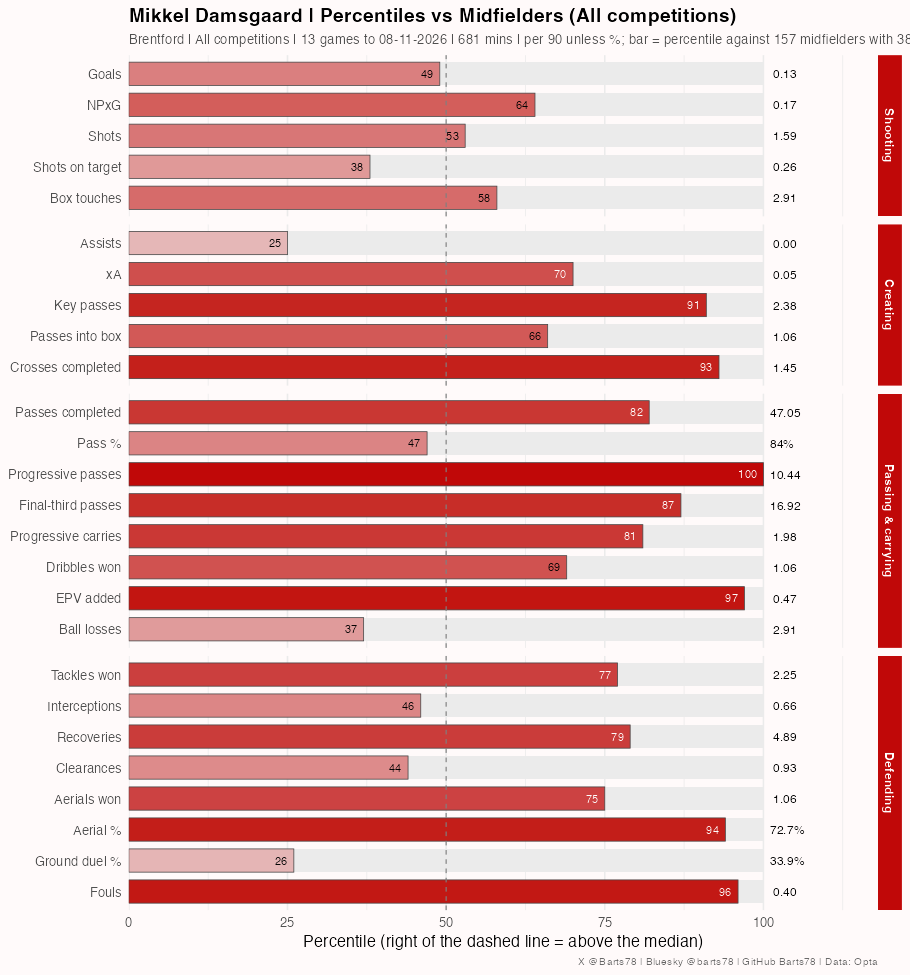 Mikkel Damsgaard | Percentiles vs Midfielders (All competitions)
Brentford | All competitions | 13 games to 08-11-2026 | 681 mins | per 90 unless %; bar = percentile against 157 midfielders with 38
Goals 49 0.13
NPxG 64 0.17
Shots 53 1.59
Shots on target 38 0.26
Box touches 58 2.91
Shooting
Assists 25 0.00
xA 70 0.05
Key passes 91 2.38
Passes into box 66 1.06
Crosses completed 93 1.45
Creating
Passes completed 82 47.05
Pass % 47 84%
Progressive passes 100 10.44
Final-third passes 87 16.92
Progressive carries 81 1.98
Dribbles won 69 1.06
EPV added 97 0.47
Ball losses 37 2.91
Passing & carrying
Tackles won 77 2.25
Interceptions 46 0.66
Recoveries 79 4.89
Clearances 44 0.93
Aerials won 75 1.06
Aerial % 94 72.7%
Ground duel % 26 33.9%
Fouls 96 0.40
Defending
0 25 50 75 100
Percentile (right of the dashed line = above the median)
X @Barts78 | Bluesky @barts78 | GitHub Barts78 | Data: Opta